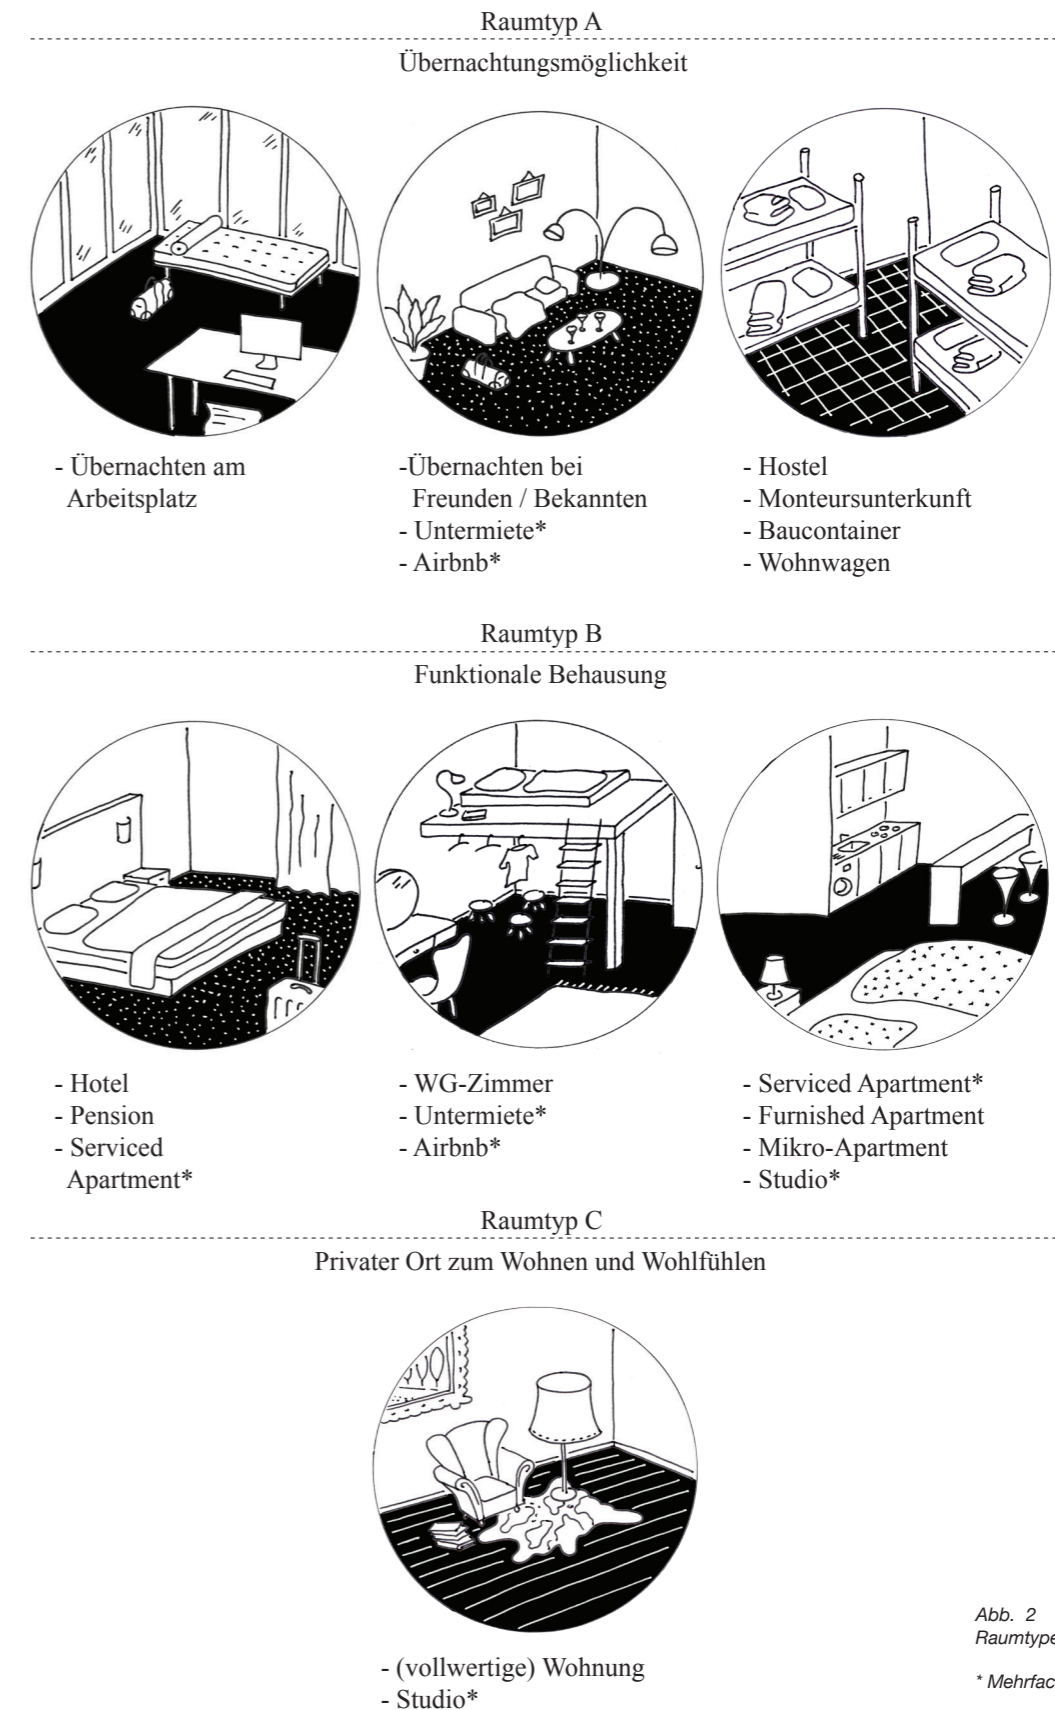 Raumtyp A
Übernachtungsmöglichkeit
- Übernachten am
Arbeitsplatz
-Übernachten bei
Freunden / Bekannten
- Untermiete*
- Airbnb*
- Hostel
- Monteursunterkunft
- Baucontainer
- Wohnwagen
Raumtyp B
Funktionale Behausung
- Hotel
- Pension
- Serviced
Apartment*
- WG-Zimmer
- Untermiete*
- Airbnb*
- Serviced Apartment*
- Furnished Apartment
- Mikro-Apartment
- Studio*
Raumtyp C
Privater Ort zum Wohnen und Wohlfühlen
- (vollwertige) Wohnung
- Studio*
Abb. 2
Raumtype
* Mehrfac